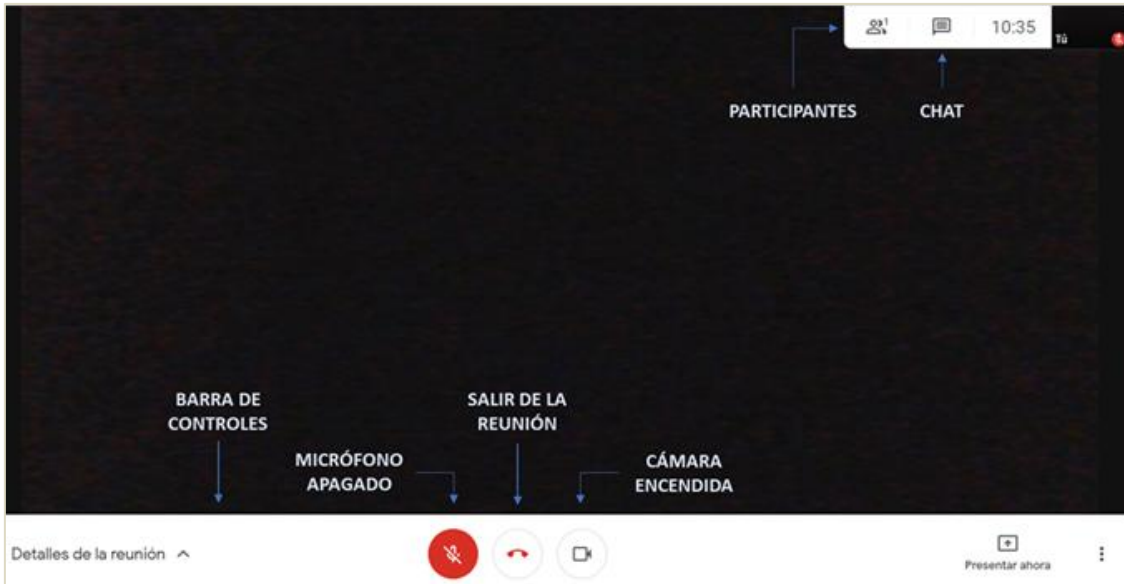 1
10:35
Tú
PARTICIPANTES
CHAT
BARRA DE
CONTROLES
SALIR DE LA
REUNIÓN
MICRÓFONO
APAGADO
CÁMARA
ENCENDIDA
Detalles de la reunión
Presentar ahora